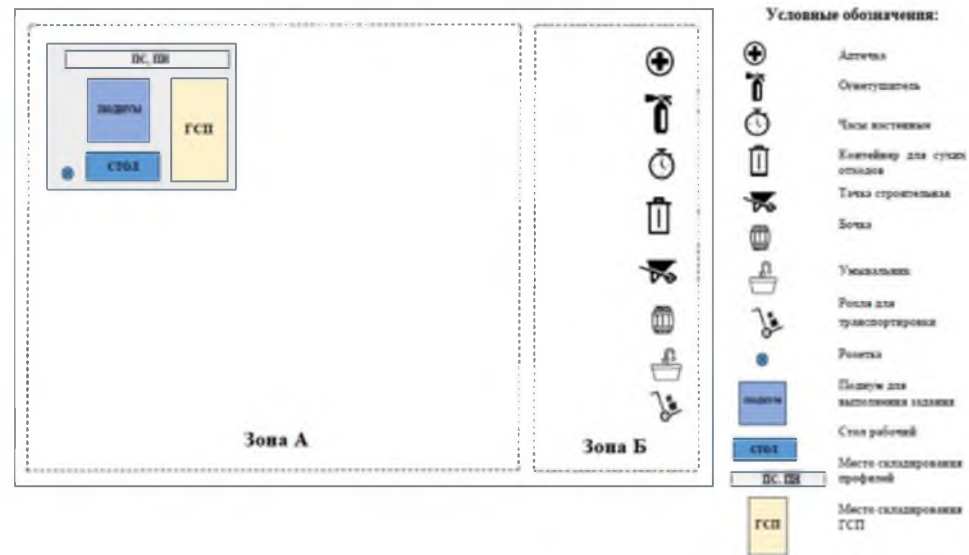 Условные обозначения:
ПС, ПН
ПОДИУМ
ГСП
СТОЛ
Зона А
Зона Б
Аптечка
Огнетушитель
Часы настенные
Контейнер для сухих
отходов
Тачка строительная
Бочка
Умывальник
Рохля для
транспортировки
Розетка
ПОДИУМ
Подиум для
выполнения задания
СТОЛ
Стол рабочий
ПС, ПН
Место складирования
профилей
ГСП
Место складирования
ГСП